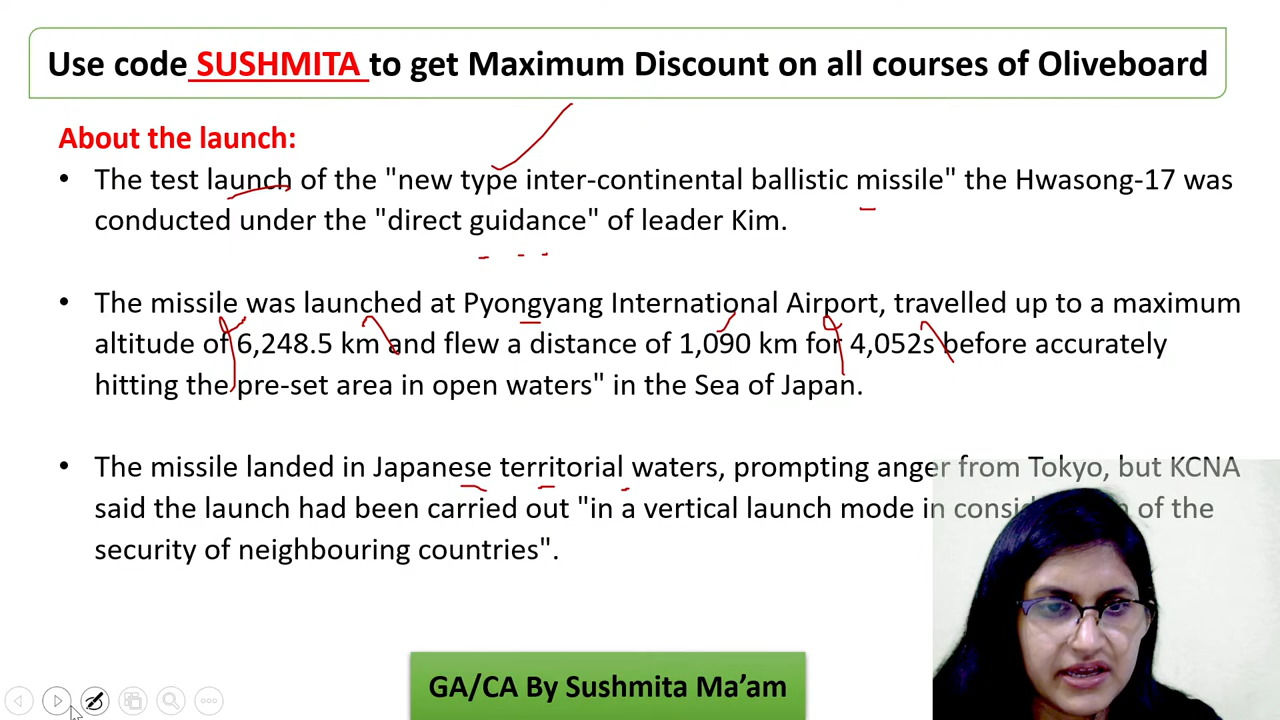 Use code SUSHMITA to get Maximum Discount on all courses of Oliveboard
About the launch:
• The test launch of the "new type inter-continental ballistic missile" the Hwasong-17 was
conducted under the "direct guidance" of leader Kim.
• The missile was launched at Pyongyang International Airport, travelled up to a maximum
altitude of 6,248.5 km and flew a distance of 1,090 km for 4,052s before accurately
hitting the pre-set area in open waters" in the Sea of Japan.
• The missile landed in Japanese territorial waters, prompting anger from Tokyo, but KCNA
said the launch had been carried out "in a vertical launch mode in consideration of the
security of neighbouring countries".
GA/CA By Sushmita Ma’am